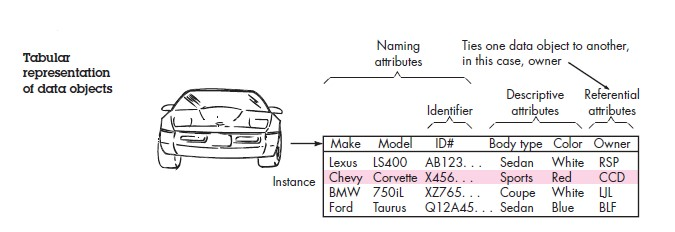 Tabular
representation
of data objects
Naming
attributes
Ties one data object to another,
in this case, owner
Identifier
Descriptive
attributes
Referential
attributes
Make Model ID# Body type Color Owner
Lexus LS400 AB123. . . Sedan White RSP
Instance
Chevy Corvette X456. . . Sports Red CCD
BMW 750iL XZ765. . . Coupe White LJL
Ford Taurus Q12A45. . . Sedan Blue BLF